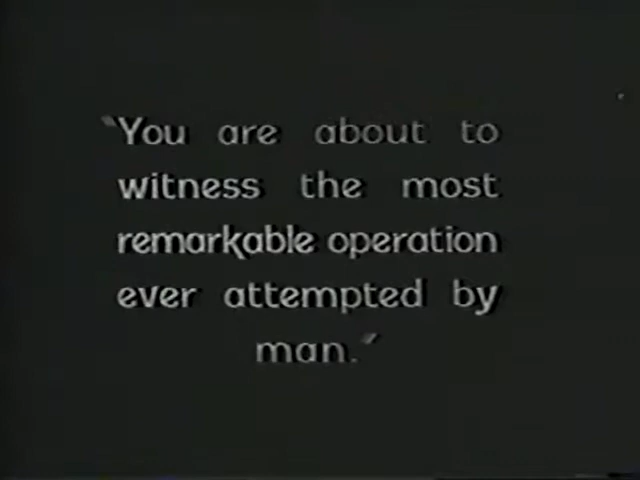 "You are about to
witness the most
remarkable operation
ever attempted by
man."